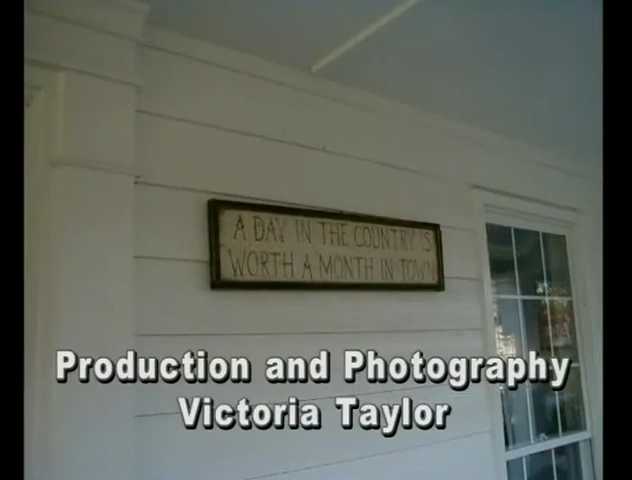 A DAY IN THE COUNTRY IS
WORTH A MONTH IN TOWN
Production and Photography
Victoria Taylor